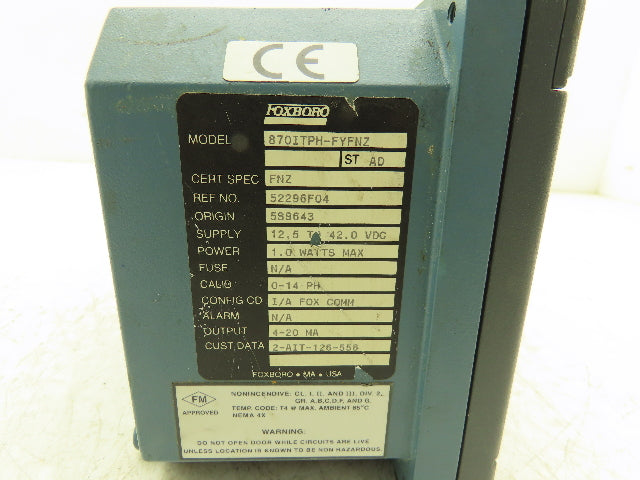 CE
FOXBORO
MODEL 870ITPH-FYFNZ
ST AD
CERT SPEC FNZ
REF NO. 52296F04
ORIGIN 589643
SUPPLY 12.5 TO 42.0 VDC
POWER 1.0 WATTS MAX
FUSE N/A
CALIB 0-14 PH
CONFIG CD I/A FOX COMM
ALARM N/A
OUTPUT 4-20 MA
CUST.DATA 2-AIT-126-556
FOXBORO • MA • USA
FM
APPROVED
NONINCENDIVE: CL. I, II, AND III, DIV. 2,
GR. A,B,C,D,F, AND G.
TEMP. CODE: T4 @ MAX. AMBIENT 65°C
NEMA 4X
WARNING:
DO NOT OPEN DOOR WHILE CIRCUITS ARE LIVE
UNLESS LOCATION IS KNOWN TO BE NON HAZARDOUS.